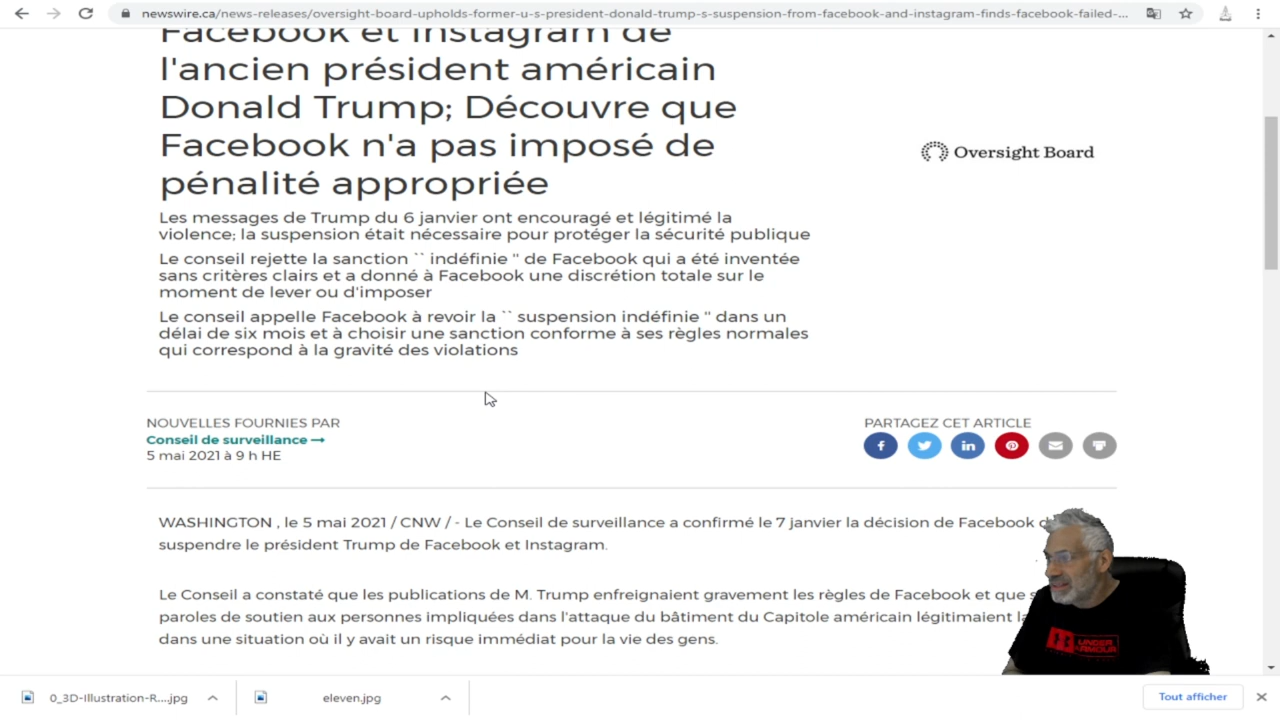 newswire.ca/news-releases/oversight-board-upholds-former-u-s-president-donald-trump-s-suspension-from-facebook-and-instagram-finds-facebook-failed-...
Facebook et Instagram de
l'ancien président américain
Donald Trump; Découvre que
Facebook n'a pas imposé de
pénalité appropriée
Oversight Board
Les messages de Trump du 6 janvier ont encouragé et légitimé la
violence; la suspension était nécessaire pour protéger la sécurité publique
Le conseil rejette la sanction `` indéfinie '' de Facebook qui a été inventée
sans critères clairs et a donné à Facebook une discrétion totale sur le
moment de lever ou d'imposer
Le conseil appelle Facebook à revoir la `` suspension indéfinie '' dans un
délai de six mois et à choisir une sanction conforme à ses règles normales
qui correspond à la gravité des violations
NOUVELLES FOURNIES PAR
Conseil de surveillance →
5 mai 2021 à 9 h HE
PARTAGEZ CET ARTICLE
WASHINGTON , le 5 mai 2021 / CNW / - Le Conseil de surveillance a confirmé le 7 janvier la décision de Facebook
suspendre le président Trump de Facebook et Instagram.
Le Conseil a constaté que les publications de M. Trump enfreignaient gravement les règles de Facebook et que
paroles de soutien aux personnes impliquées dans l'attaque du bâtiment du Capitole américain légitimaient
dans une situation où il y avait un risque immédiat pour la vie des gens.
UNDER
ARMOUR
0_3D-Illustration-R....jpg
eleven.jpg
Tout afficher